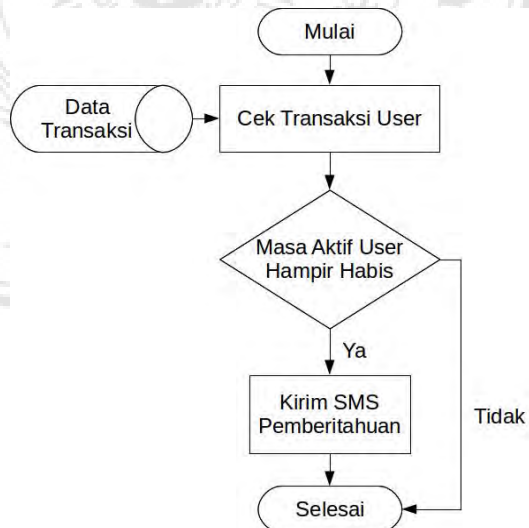 Mulai
Data
Transaksi
Cek Transaksi User
Masa Aktif User
Hampir Habis
Ya
Kirim SMS
Pemberitahuan
Tidak
Selesai